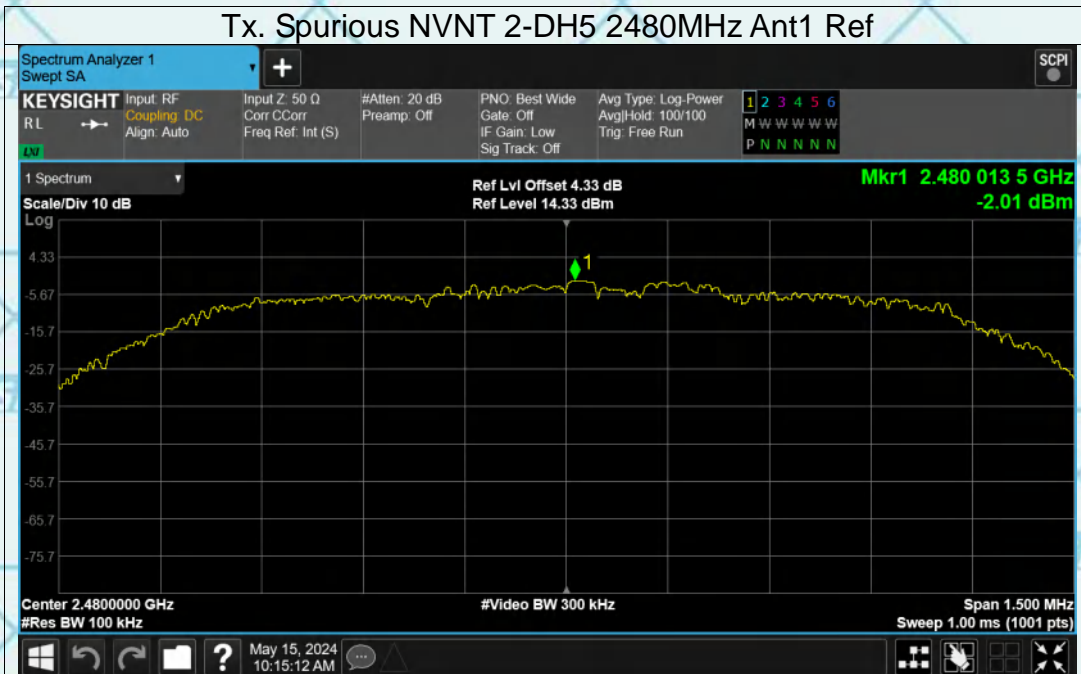 Tx. Spurious NVNT 2-DH5 2480MHz Ant1 Ref
Spectrum Analyzer 1
Swept SA
+
SCPI
KEYSIGHT
RL
LXI
Input: RF
Coupling: DC
Align: Auto
Input Z: 50 Ω
Corr CCorr
Freq Ref: Int (S)
#Atten: 20 dB
Preamp: Off
PNO: Best Wide
Gate: Off
IF Gain: Low
Sig Track: Off
Avg Type: Log-Power
Avg|Hold: 100/100
Trig: Free Run
1 2 3 4 5 6
M W W W W W
P N N N N N
1 Spectrum
Scale/Div 10 dB
Ref Lvl Offset 4.33 dB
Ref Level 14.33 dBm
Mkr1 2.480 013 5 GHz
-2.01 dBm
Log
1
4.33
-5.67
-15.7
-25.7
-35.7
-45.7
-55.7
-65.7
-75.7
Center 2.4800000 GHz
#Res BW 100 kHz
#Video BW 300 kHz
Span 1.500 MHz
Sweep 1.00 ms (1001 pts)
?
May 15, 2024
10:15:12 AM